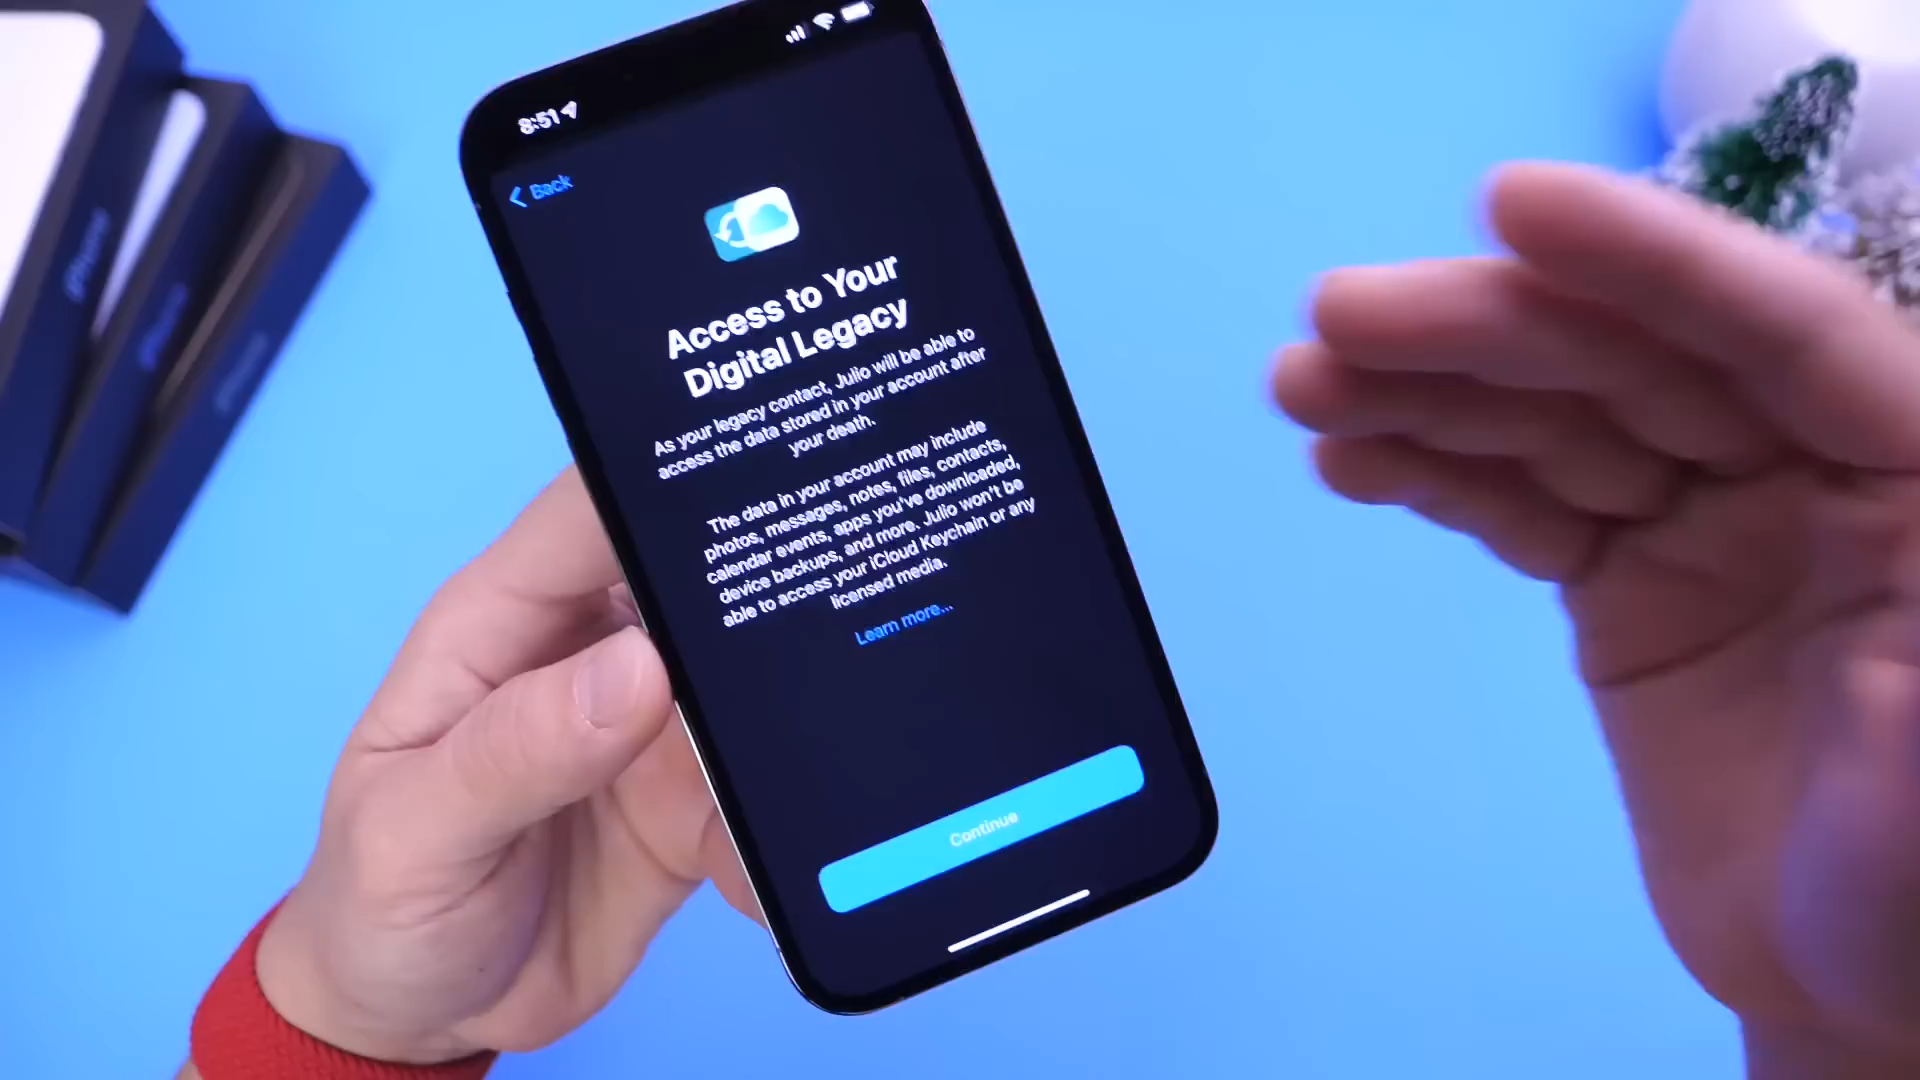 8:51
Back
Access to Your
Digital Legacy
As your legacy contact, Julio will be able to
access the data stored in your account after
your death.
The data in your account may include
photos, messages, notes, files, contacts,
calendar events, apps you've downloaded,
device backups, and more. Julio won't be
able to access your iCloud Keychain or any
licensed media.
Learn more...
Continue
iPhone
iPhone
iPhone